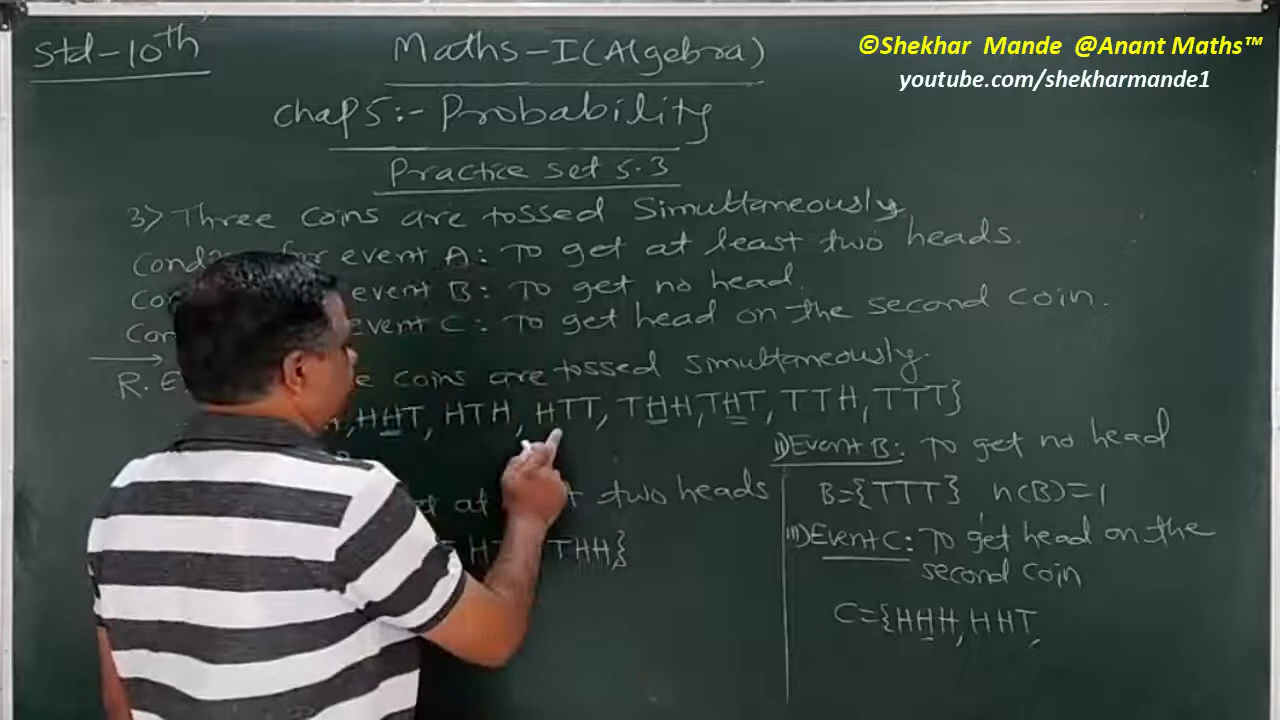 Std-10th
Maths-I (Algebra)
©Shekhar Mande @Anant Maths™
youtube.com/shekharmande1
Chap 5:- Probability
Practice set 5.3
3) Three coins are tossed simultaneously
event A: To get at least two heads.
event B: To get no head.
event C: To get head on the second coin.
R. E coins are tossed simultaneously.
HHT, HTH, HTT, THH, THT, TTH, TTT}
at two heads
THH}
ii) Event B: To get no head
B={TTT} n(B)=1
iii) Event C: To get head on the
second coin
C={HHH, HHT,